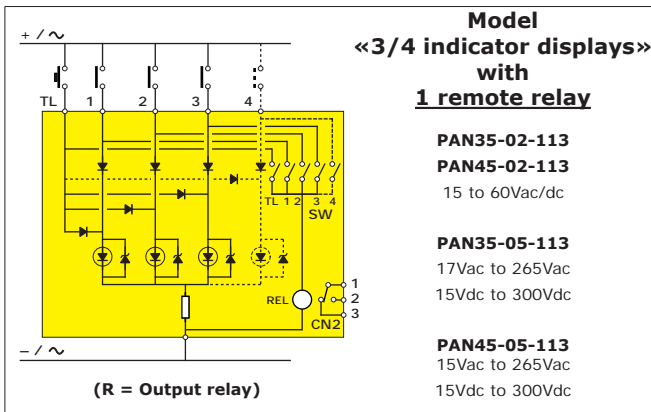 Model
«3/4 indicator displays»
with
1 remote relay
+ / ∿
TL 1 2 3 4
TL 1 2 3 4
SW
REL
1
2
3
CN2
− / ∿
(R = Output relay)
PAN35-02-113
PAN45-02-113
15 to 60Vac/dc
PAN35-05-113
17Vac to 265Vac
15Vdc to 300Vdc
PAN45-05-113
15Vac to 265Vac
15Vdc to 300Vdc